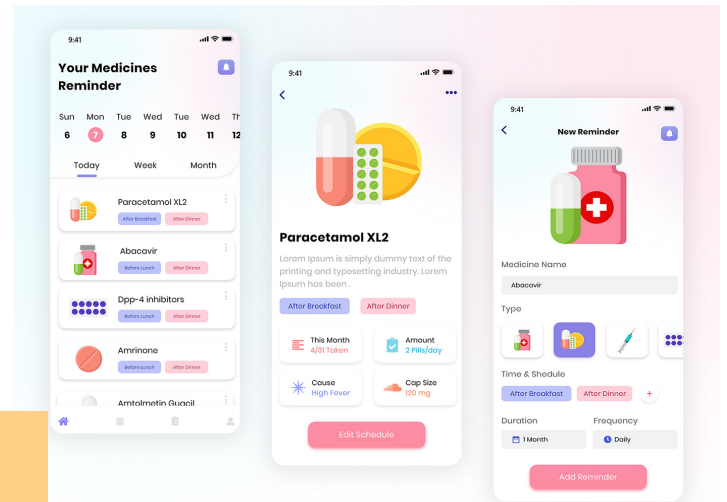 9:41
Your Medicines
Reminder
Sun Mon Tue Wed Tue Wed Th
6 7 8 9 10 11 12
Today Week Month
Paracetamol XL2
After Breakfast After Dinner
Abacavir
Before Lunch After Dinner
Dpp-4 inhibitors
Before Lunch After Dinner
Amrinone
Before Lunch After Dinner
Amtolmetin Guacil
9:41
Paracetamol XL2
Lorem Ipsum is simply dummy text of the
printing and typesetting industry. Lorem
Ipsum has been .
After Breakfast After Dinner
This Month
4/31 Taken
Amount
2 Pills/day
Cause
High Fever
Cap Size
120 mg
Edit Schedule
9:41
New Reminder
Medicine Name
Abacavir
Type
Time & Shedule
After Breakfast After Dinner +
Duration Frequency
1 Month Daily
Add Reminder